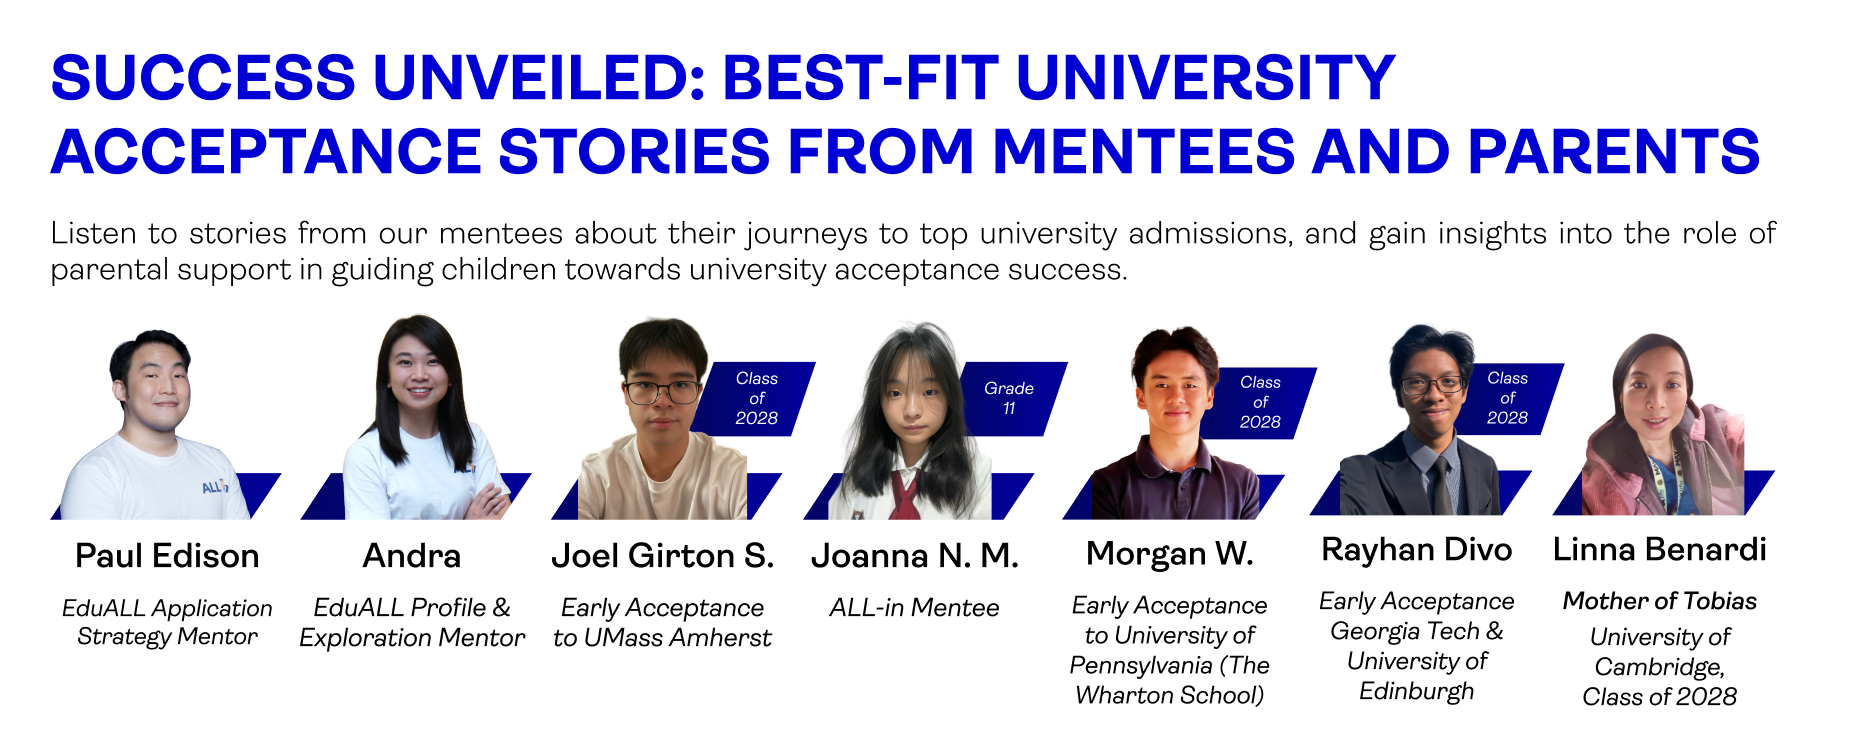 SUCCESS UNVEILED: BEST-FIT UNIVERSITY
ACCEPTANCE STORIES FROM MENTEES AND PARENTS
Listen to stories from our mentees about their journeys to top university admissions, and gain insights into the role of
parental support in guiding children towards university acceptance success.
Class
of
2028
Grade
11
Class
of
2028
Class
of
2028
ALL
ALL
Paul Edison
EduALL Application
Strategy Mentor
Andra
EduALL Profile &
Exploration Mentor
Joel Girton S.
Early Acceptance
to UMass Amherst
Joanna N. M.
ALL-in Mentee
Morgan W.
Early Acceptance
to University of
Pennsylvania (The
Wharton School)
Rayhan Divo
Early Acceptance
Georgia Tech &
University of
Edinburgh
Linna Benardi
Mother of Tobias
University of
Cambridge,
Class of 2028